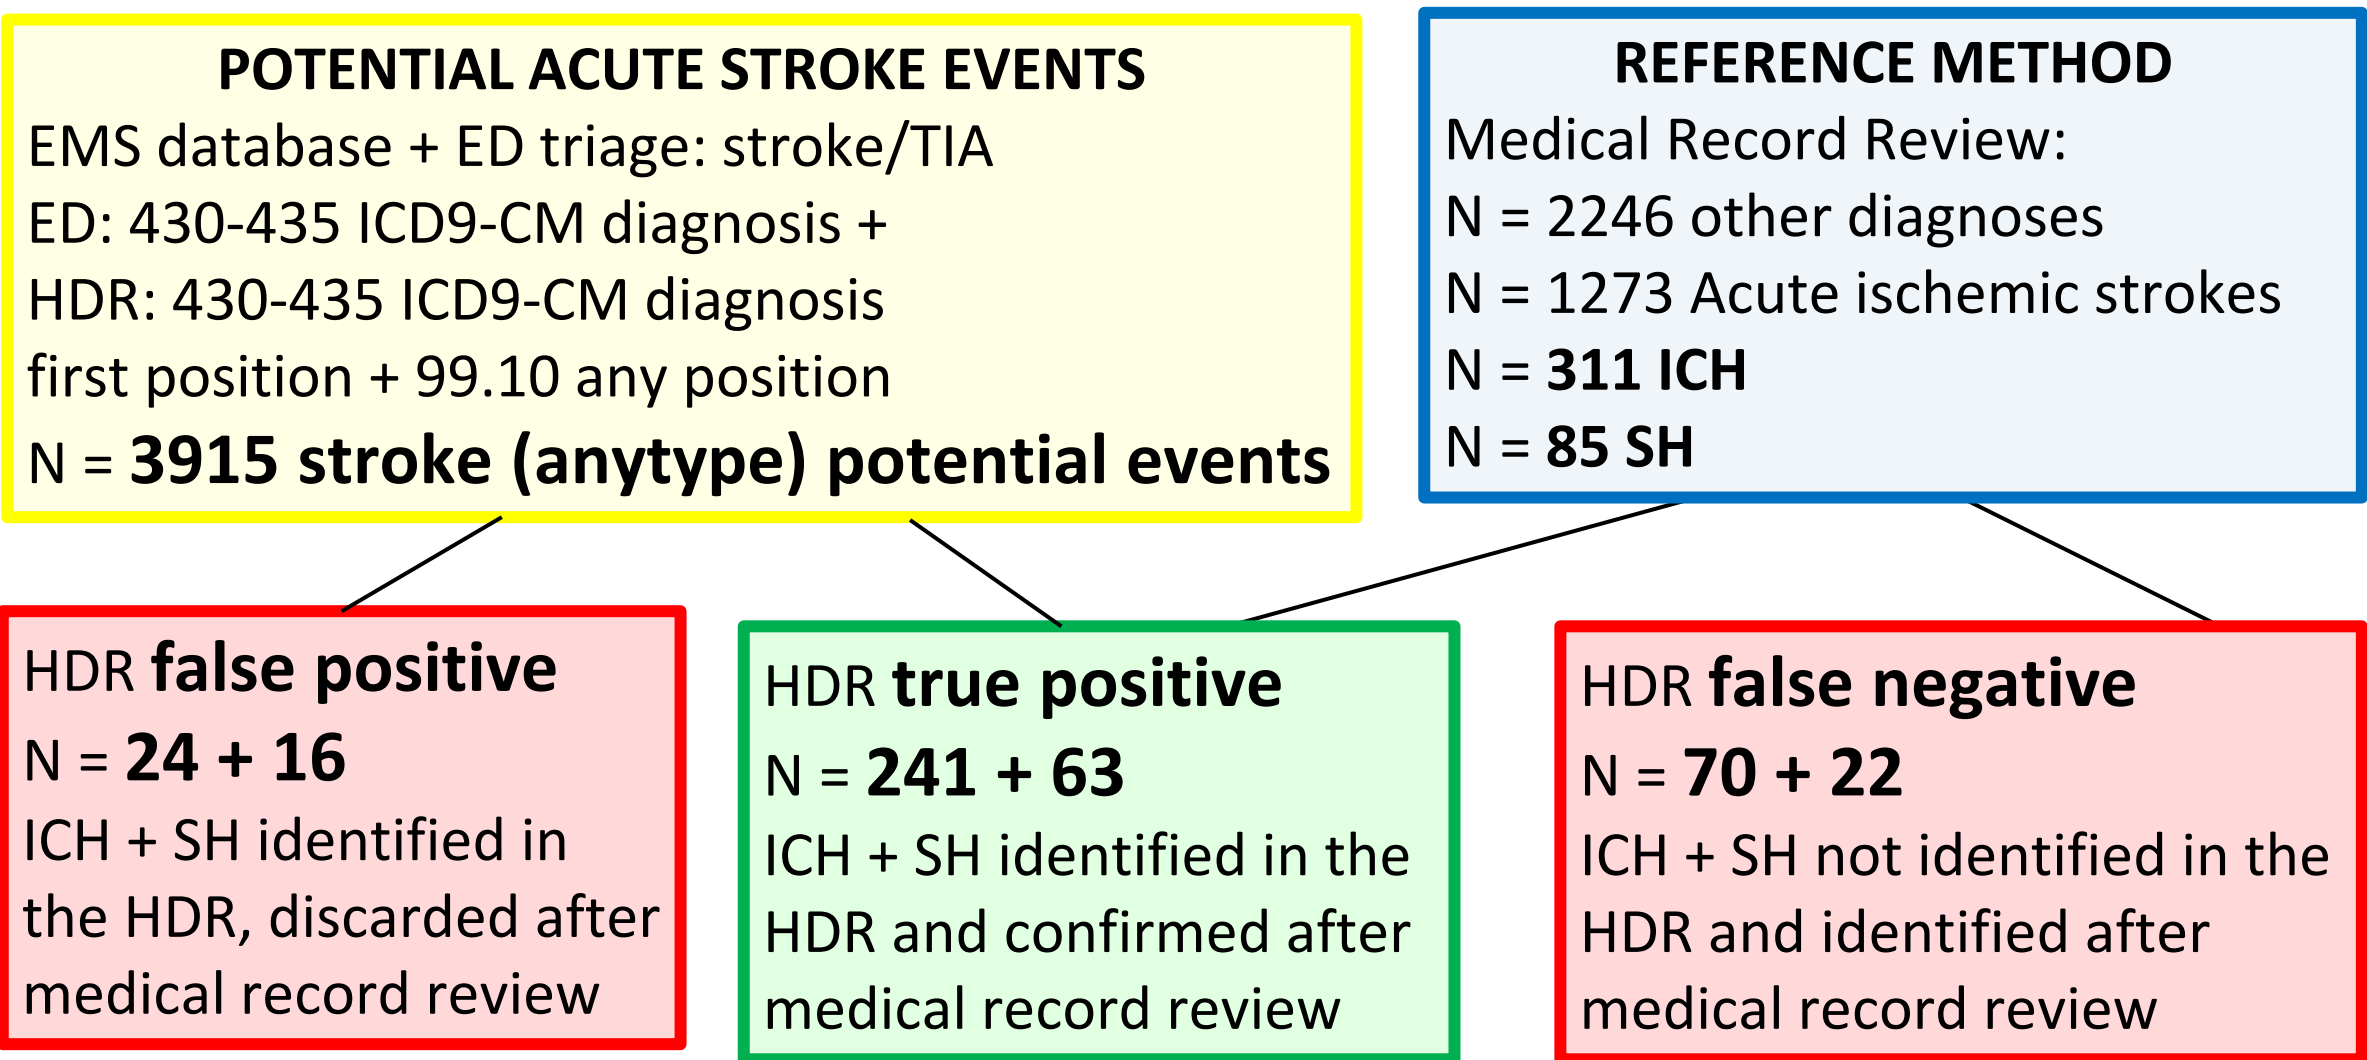 POTENTIAL ACUTE STROKE EVENTS
EMS database + ED triage: stroke/TIA
ED: 430-435 ICD9-CM diagnosis +
HDR: 430-435 ICD9-CM diagnosis
first position + 99.10 any position
N = 3915 stroke (anytype) potential events
REFERENCE METHOD
Medical Record Review:
N = 2246 other diagnoses
N = 1273 Acute ischemic strokes
N = 311 ICH
N = 85 SH
HDR false positive
N = 24 + 16
ICH + SH identified in
the HDR, discarded after
medical record review
HDR true positive
N = 241 + 63
ICH + SH identified in the
HDR and confirmed after
medical record review
HDR false negative
N = 70 + 22
ICH + SH not identified in the
HDR and identified after
medical record review